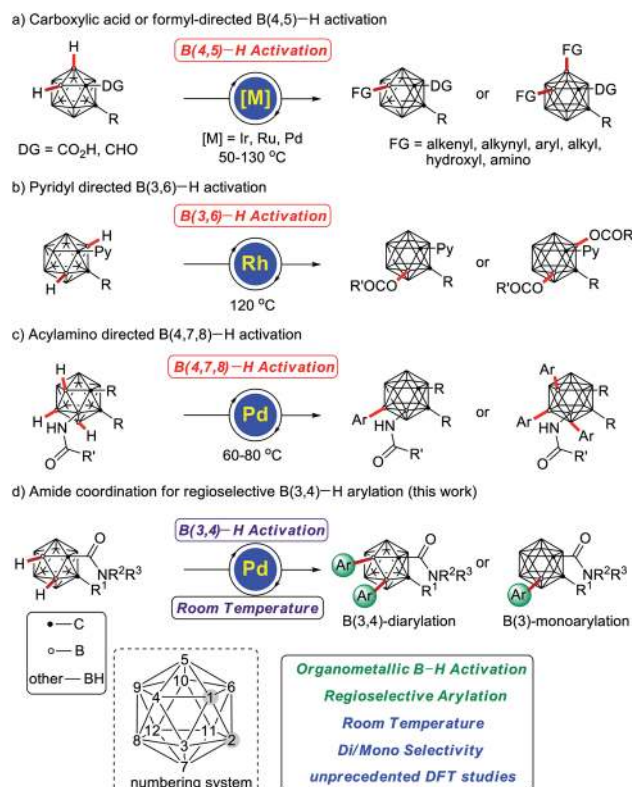 a) Carboxylic acid or formyl-directed B(4,5)−H activation
H
H
DG
R
DG = CO₂H, CHO
B(4,5)−H Activation
[M]
[M] = Ir, Ru, Pd
50-130 °C
FG
DG
R
or
FG
FG
DG
R
FG = alkenyl, alkynyl, aryl, alkyl,
hydroxyl, amino
b) Pyridyl directed B(3,6)−H activation
H
Py
H
R
B(3,6)−H Activation
Rh
120 °C
Py
R
R'OCO
or
OCOR'
Py
R
R'OCO
c) Acylamino directed B(4,7,8)−H activation
H
R
H
R
H
HN
O
R'
B(4,7,8)−H Activation
Pd
60-80 °C
R
Ar
R
HN
O
R'
or
Ar
R
Ar
R
HN
Ar
O
R'
d) Amide coordination for regioselective B(3,4)−H arylation (this work)
H
H
O
NR²R³
R¹
B(3,4)−H Activation
Pd
Room Temperature
Ar
Ar
O
NR²R³
R¹
B(3,4)-diarylation
or
Ar
O
NR²R³
R¹
B(3)-monoarylation
C
B
other — BH
5
9
10
6
4
1
12
11
8
3
2
7
numbering system
Organometallic B−H Activation
Regioselective Arylation
Room Temperature
Di/Mono Selectivity
unprecedented DFT studies